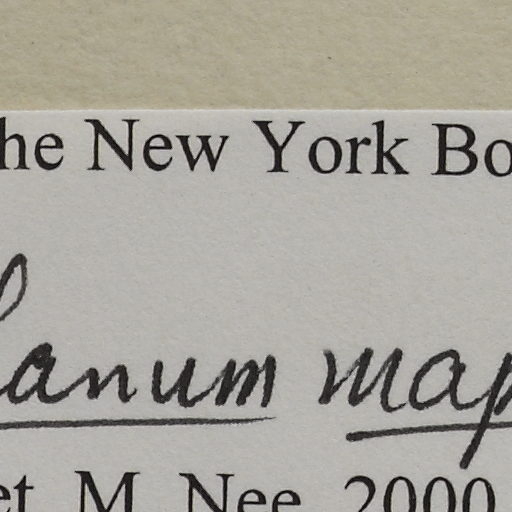 he New York Bo
lanum map
et. M. Nee, 2000